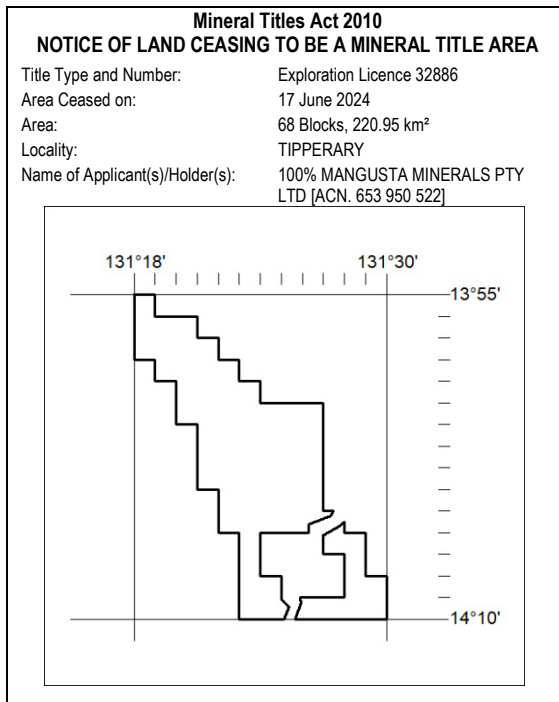 Mineral Titles Act 2010
NOTICE OF LAND CEASING TO BE A MINERAL TITLE AREA
Title Type and Number: Exploration Licence 32886
Area Ceased on: 17 June 2024
Area: 68 Blocks, 220.95 km²
Locality: TIPPERARY
Name of Applicant(s)/Holder(s): 100% MANGUSTA MINERALS PTY
LTD [ACN. 653 950 522]
131°18' 131°30'
13°55'
14°10'